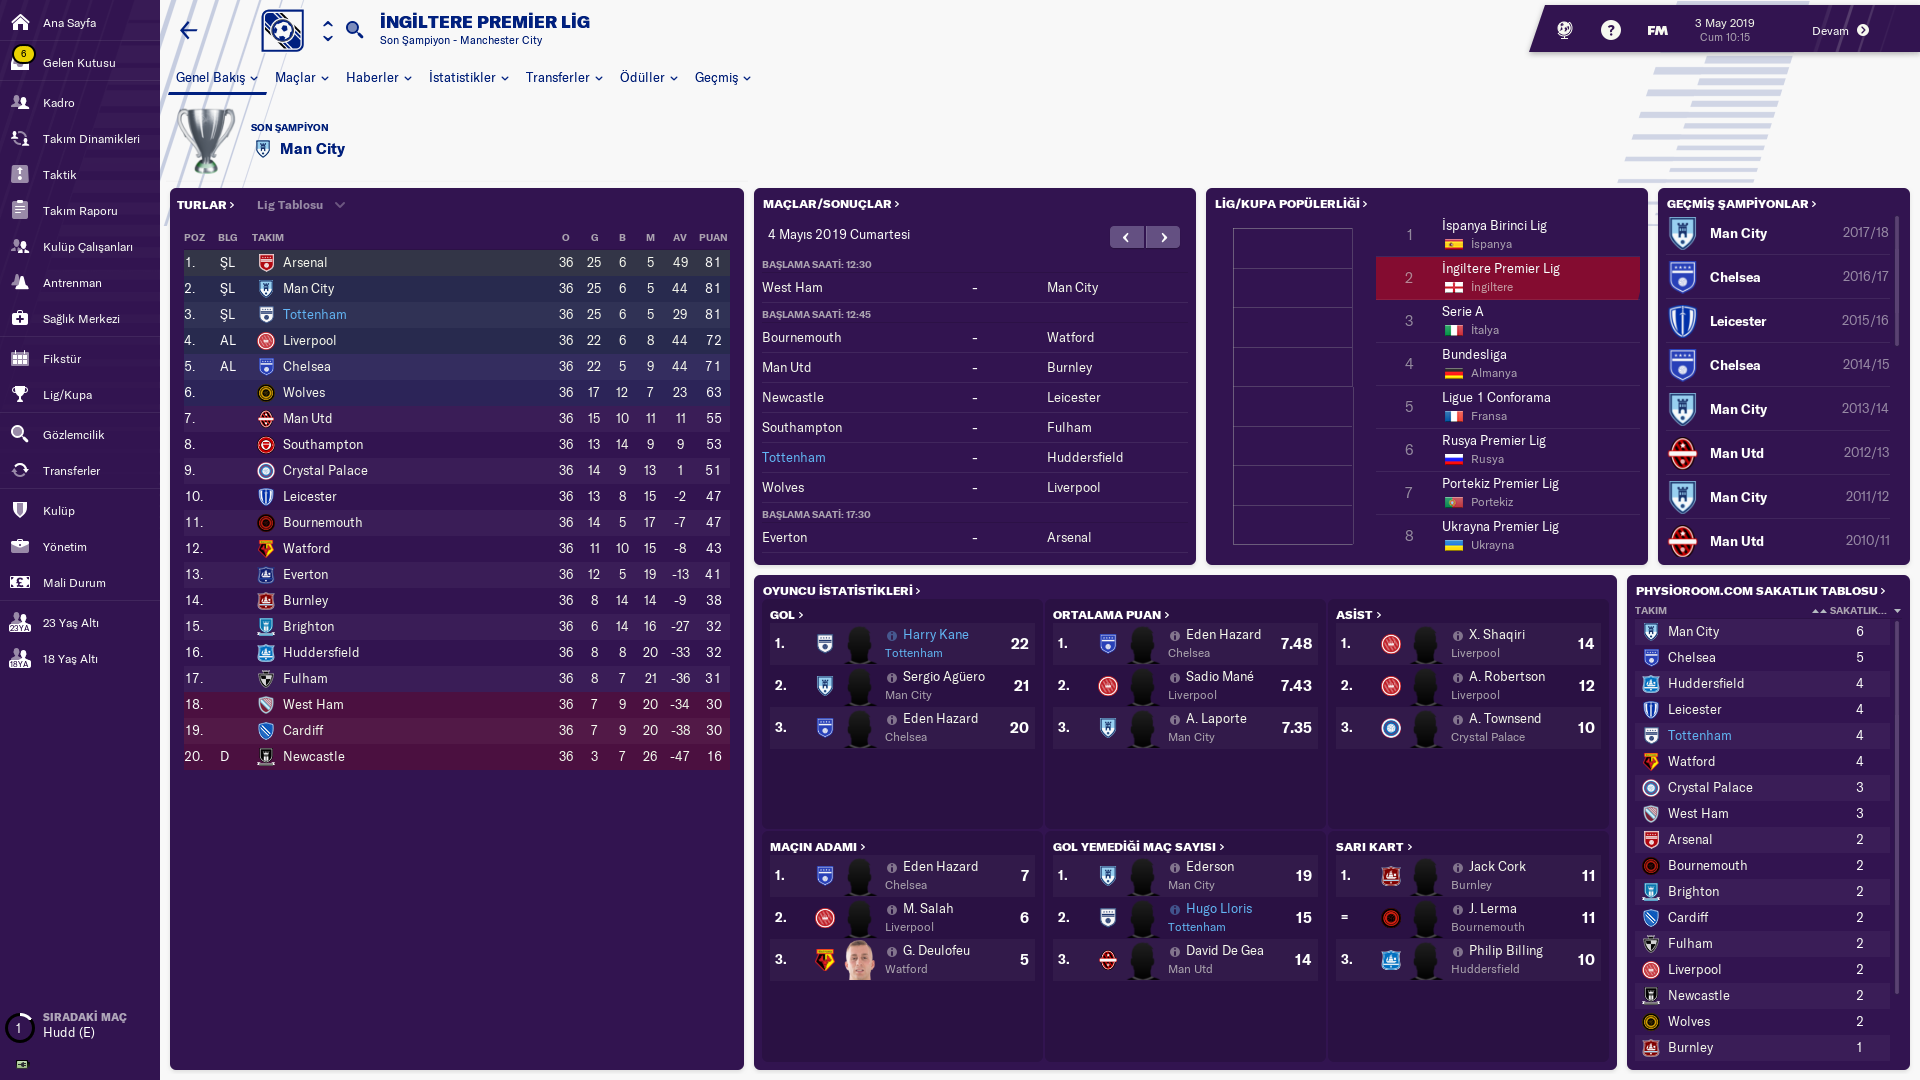 Ana Sayfa
6
Gelen Kutusu
Kadro
Takım Dinamikleri
Taktik
Takım Raporu
Kulüp Çalışanları
Antrenman
Sağlık Merkezi
Fikstür
Lig/Kupa
Gözlemcilik
Transferler
Kulüp
Yönetim
Mali Durum
23YA 23 Yaş Altı
18YA 18 Yaş Altı
1
SIRADAKİ MAÇ
Hudd (E)
İNGİLTERE PREMİER LİG
Son Şampiyon - Manchester City
? FM
3 May 2019
Cum 10:15
Devam
Genel Bakış Maçlar Haberler İstatistikler Transferler Ödüller Geçmiş
SON ŞAMPİYON
Man City
TURLAR Lig Tablosu
POZ BLG TAKIM O G B M AV PUAN
1. ŞL Arsenal 36 25 6 5 49 81
2. ŞL Man City 36 25 6 5 44 81
3. ŞL Tottenham 36 25 6 5 29 81
4. AL Liverpool 36 22 6 8 44 72
5. AL Chelsea 36 22 5 9 44 71
6. Wolves 36 17 12 7 23 63
7. Man Utd 36 15 10 11 11 55
8. Southampton 36 13 14 9 9 53
9. Crystal Palace 36 14 9 13 1 51
10. Leicester 36 13 8 15 -2 47
11. Bournemouth 36 14 5 17 -7 47
12. Watford 36 11 10 15 -8 43
13. Everton 36 12 5 19 -13 41
14. Burnley 36 8 14 14 -9 38
15. Brighton 36 6 14 16 -27 32
16. Huddersfield 36 8 8 20 -33 32
17. Fulham 36 8 7 21 -36 31
18. West Ham 36 7 9 20 -34 30
19. Cardiff 36 7 9 20 -38 30
20. D Newcastle 36 3 7 26 -47 16
MAÇLAR/SONUÇLAR
4 Mayıs 2019 Cumartesi
BAŞLAMA SAATİ: 12:30
West Ham - Man City
BAŞLAMA SAATİ: 12:45
Bournemouth - Watford
Man Utd - Burnley
Newcastle - Leicester
Southampton - Fulham
Tottenham - Huddersfield
Wolves - Liverpool
BAŞLAMA SAATİ: 17:30
Everton - Arsenal
LİG/KUPA POPÜLERLİĞİ
1 İspanya Birinci Lig
İspanya
2 İngiltere Premier Lig
İngiltere
3 Serie A
İtalya
4 Bundesliga
Almanya
5 Ligue 1 Conforama
Fransa
6 Rusya Premier Lig
Rusya
7 Portekiz Premier Lig
Portekiz
8 Ukrayna Premier Lig
Ukrayna
GEÇMİŞ ŞAMPİYONLAR
Man City 2017/18
Chelsea 2016/17
Leicester 2015/16
Chelsea 2014/15
Man City 2013/14
Man Utd 2012/13
Man City 2011/12
Man Utd 2010/11
OYUNCU İSTATİSTİKLERİ
GOL
1. Harry Kane 22
Tottenham
2. Sergio Agüero 21
Man City
3. Eden Hazard 20
Chelsea
ORTALAMA PUAN
1. Eden Hazard 7.48
Chelsea
2. Sadio Mané 7.43
Liverpool
3. A. Laporte 7.35
Man City
ASİST
1. X. Shaqiri 14
Liverpool
2. A. Robertson 12
Liverpool
3. A. Townsend 10
Crystal Palace
MAÇIN ADAMI
1. Eden Hazard 7
Chelsea
2. M. Salah 6
Liverpool
3. G. Deulofeu 5
Watford
GOL YEMEDİĞİ MAÇ SAYISI
1. Ederson 19
Man City
2. Hugo Lloris 15
Tottenham
3. David De Gea 14
Man Utd
SARI KART
1. Jack Cork 11
Burnley
= J. Lerma 11
Bournemouth
3. Philip Billing 10
Huddersfield
PHYSİOROOM.COM SAKATLIK TABLOSU
TAKIM SAKATLIK...
Man City 6
Chelsea 5
Huddersfield 4
Leicester 4
Tottenham 4
Watford 4
Crystal Palace 3
West Ham 3
Arsenal 2
Bournemouth 2
Brighton 2
Cardiff 2
Fulham 2
Liverpool 2
Newcastle 2
Wolves 2
Burnley 1